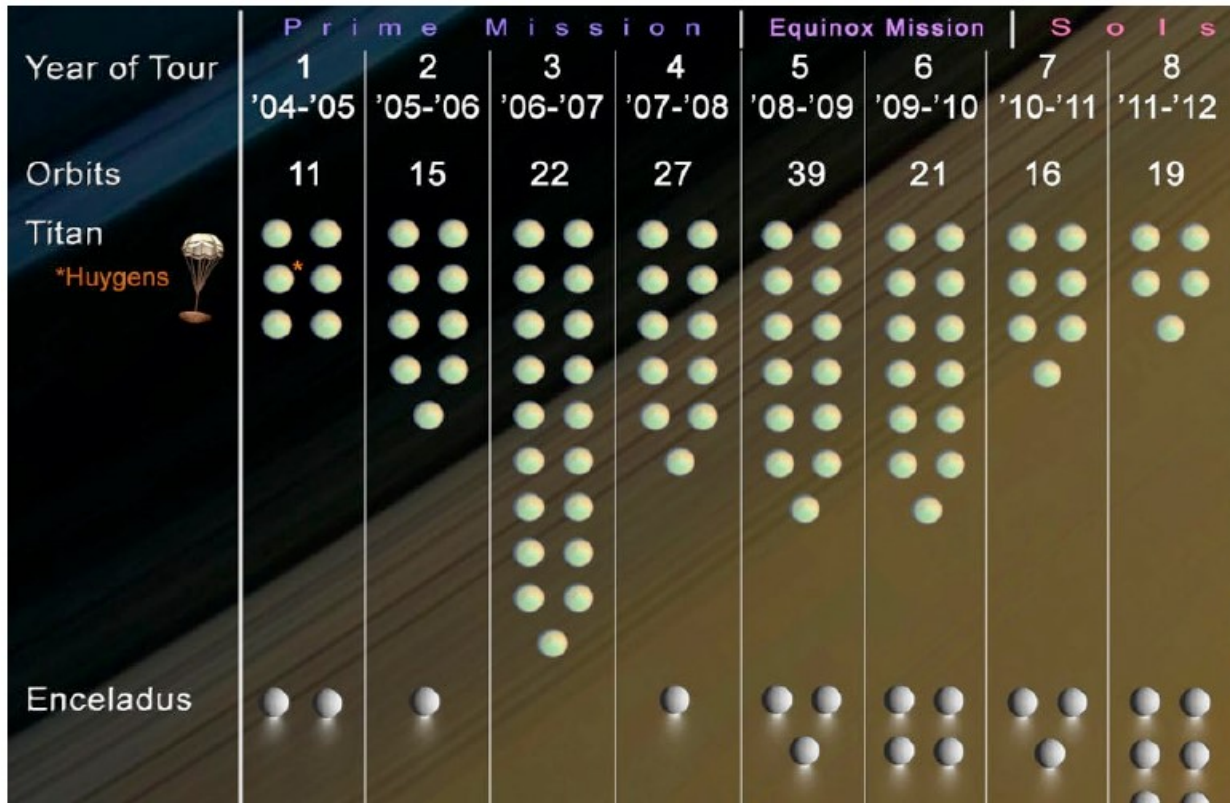 Prime Mission Equinox Mission Sols
Year of Tour 1 2 3 4 5 6 7 8
'04-'05 '05-'06 '06-'07 '07-'08 '08-'09 '09-'10 '10-'11 '11-'12
Orbits 11 15 22 27 39 21 16 19
Titan
*Huygens *
Enceladus